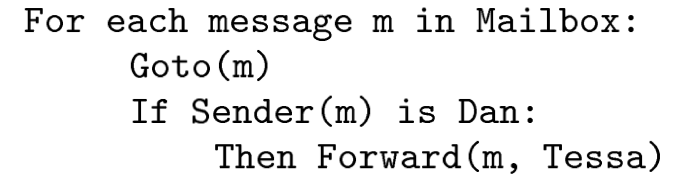 For each message m in Mailbox:
Goto(m)
If Sender(m) is Dan:
Then Forward(m, Tessa)